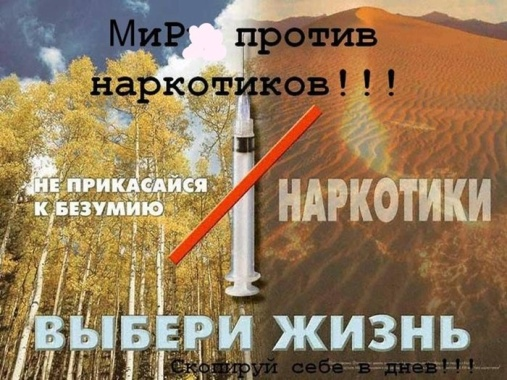 МиР против
наркотиков!!!
НЕ ПРИКАСАЙСЯ
К БЕЗУМИЮ
НАРКОТИКИ
ВЫБЕРИ ЖИЗНЬ
Скопируй себе в днев!!!